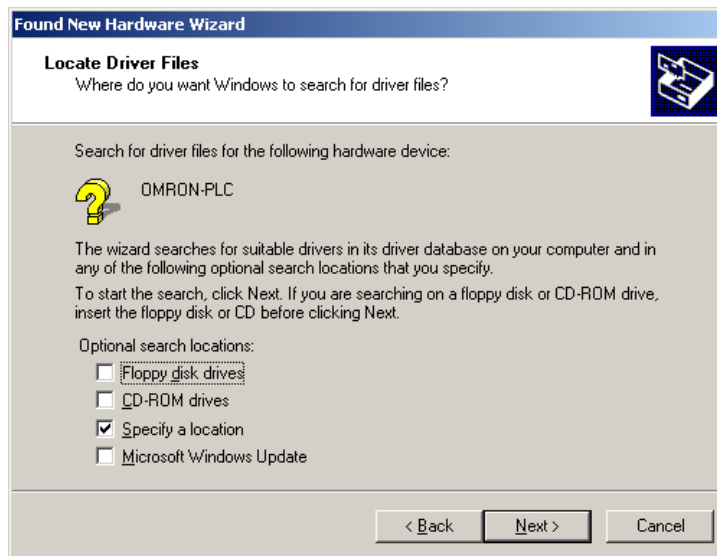 Found New Hardware Wizard
Locate Driver Files
Where do you want Windows to search for driver files?
Search for driver files for the following hardware device:
OMRON-PLC
The wizard searches for suitable drivers in its driver database on your computer and in
any of the following optional search locations that you specify.
To start the search, click Next. If you are searching on a floppy disk or CD-ROM drive,
insert the floppy disk or CD before clicking Next.
Optional search locations:
Floppy disk drives
CD-ROM drives
Specify a location
Microsoft Windows Update
< Back Next > Cancel